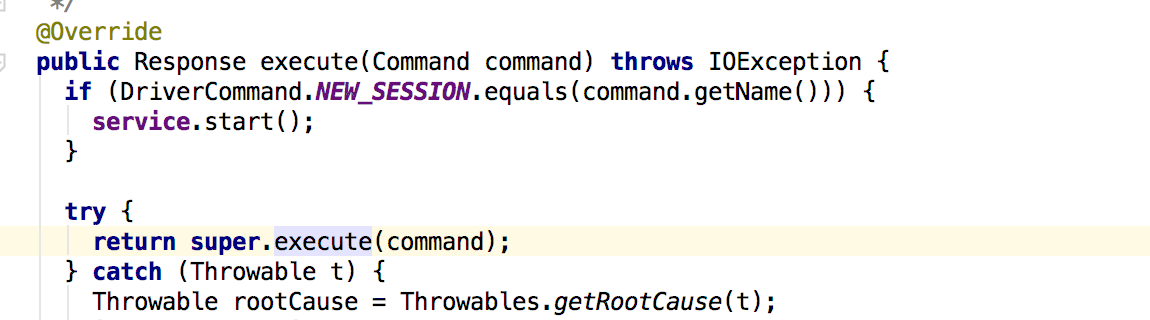 */
@Override
public Response execute(Command command) throws IOException {
if (DriverCommand.NEW_SESSION.equals(command.getName())) {
service.start();
}
try {
return super.execute(command);
} catch (Throwable t) {
Throwable rootCause = Throwables.getRootCause(t);